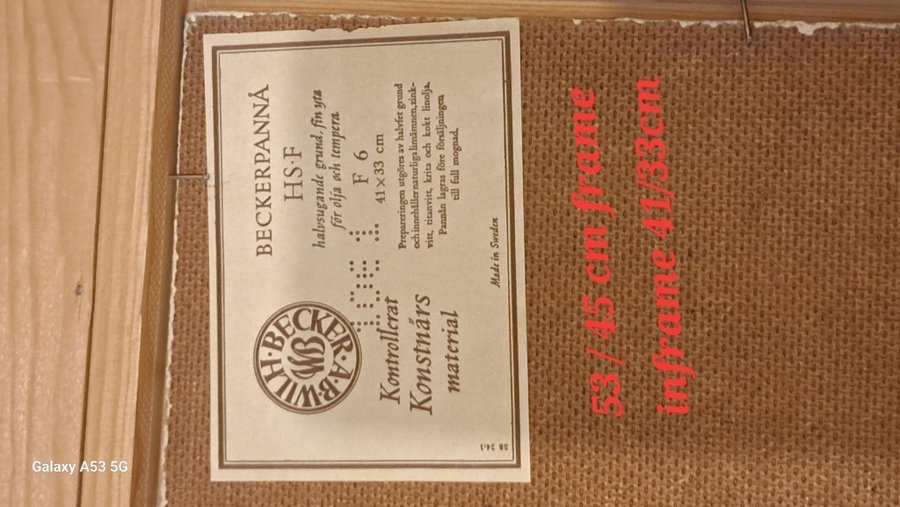 A·B·WILH·BECKER·
WB
Kontrollerat
Konstnärs
material
BECKERPANNÅ
HS·F
halvsugande grund, fin yta
för olja och tempera
F 6
41 × 33 cm
Prepareringen utgöres av halvfet grund
och innehåller naturliga limämnen, zink-
vitt, titanvitt, krita och kokt linolja.
Pannån lagras före försäljningen
till full mognad.
Made in Sweden
53 / 45 cm frame
inframe 41/33cm
Galaxy A53 5G